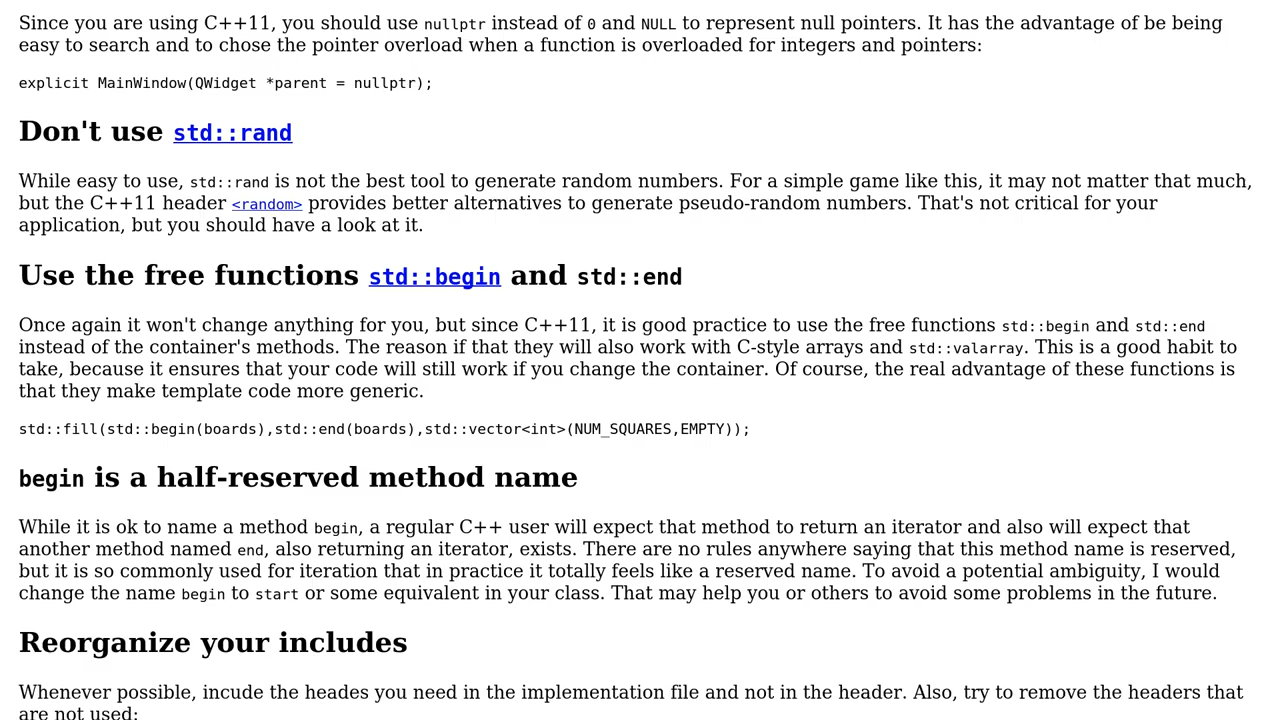 Since you are using C++11, you should use nullptr instead of 0 and NULL to represent null pointers. It has the advantage of be being
easy to search and to chose the pointer overload when a function is overloaded for integers and pointers:
explicit MainWindow(QWidget *parent = nullptr);
Don't use std::rand
While easy to use, std::rand is not the best tool to generate random numbers. For a simple game like this, it may not matter that much,
but the C++11 header <random> provides better alternatives to generate pseudo-random numbers. That's not critical for your
application, but you should have a look at it.
Use the free functions std::begin and std::end
Once again it won't change anything for you, but since C++11, it is good practice to use the free functions std::begin and std::end
instead of the container's methods. The reason if that they will also work with C-style arrays and std::valarray. This is a good habit to
take, because it ensures that your code will still work if you change the container. Of course, the real advantage of these functions is
that they make template code more generic.
std::fill(std::begin(boards),std::end(boards),std::vector<int>(NUM_SQUARES,EMPTY));
begin is a half-reserved method name
While it is ok to name a method begin, a regular C++ user will expect that method to return an iterator and also will expect that
another method named end, also returning an iterator, exists. There are no rules anywhere saying that this method name is reserved,
but it is so commonly used for iteration that in practice it totally feels like a reserved name. To avoid a potential ambiguity, I would
change the name begin to start or some equivalent in your class. That may help you or others to avoid some problems in the future.
Reorganize your includes
Whenever possible, incude the heades you need in the implementation file and not in the header. Also, try to remove the headers that
are not used: